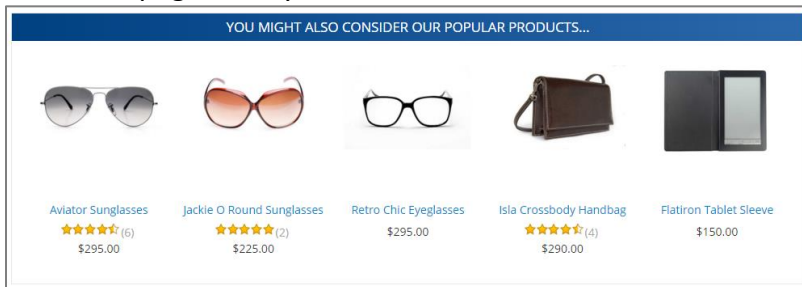 YOU MIGHT ALSO CONSIDER OUR POPULAR PRODUCTS...
Aviator Sunglasses
(6)
$295.00
Jackie O Round Sunglasses
(2)
$225.00
Retro Chic Eyeglasses
$295.00
Isla Crossbody Handbag
(4)
$290.00
Flatiron Tablet Sleeve
$150.00